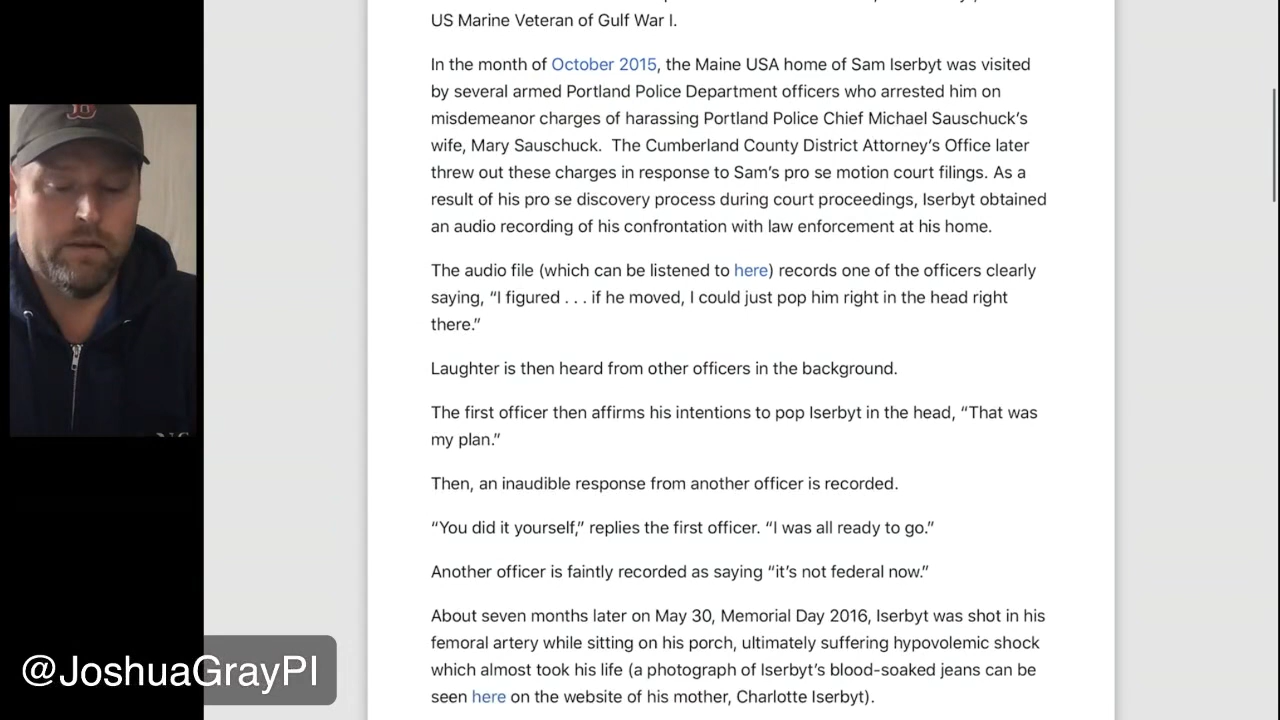 US Marine Veteran of Gulf War I.
In the month of October 2015, the Maine USA home of Sam Iserbyt was visited
by several armed Portland Police Department officers who arrested him on
misdemeanor charges of harassing Portland Police Chief Michael Sauschuck’s
wife, Mary Sauschuck.  The Cumberland County District Attorney’s Office later
threw out these charges in response to Sam’s pro se motion court filings. As a
result of his pro se discovery process during court proceedings, Iserbyt obtained
an audio recording of his confrontation with law enforcement at his home.
The audio file (which can be listened to here) records one of the officers clearly
saying, “I figured . . . if he moved, I could just pop him right in the head right
there.”
Laughter is then heard from other officers in the background.
The first officer then affirms his intentions to pop Iserbyt in the head, “That was
my plan.”
Then, an inaudible response from another officer is recorded.
“You did it yourself,” replies the first officer. “I was all ready to go.”
Another officer is faintly recorded as saying “it’s not federal now.”
About seven months later on May 30, Memorial Day 2016, Iserbyt was shot in his
femoral artery while sitting on his porch, ultimately suffering hypovolemic shock
which almost took his life (a photograph of Iserbyt’s blood-soaked jeans can be
seen here on the website of his mother, Charlotte Iserbyt).
@JoshuaGrayPI